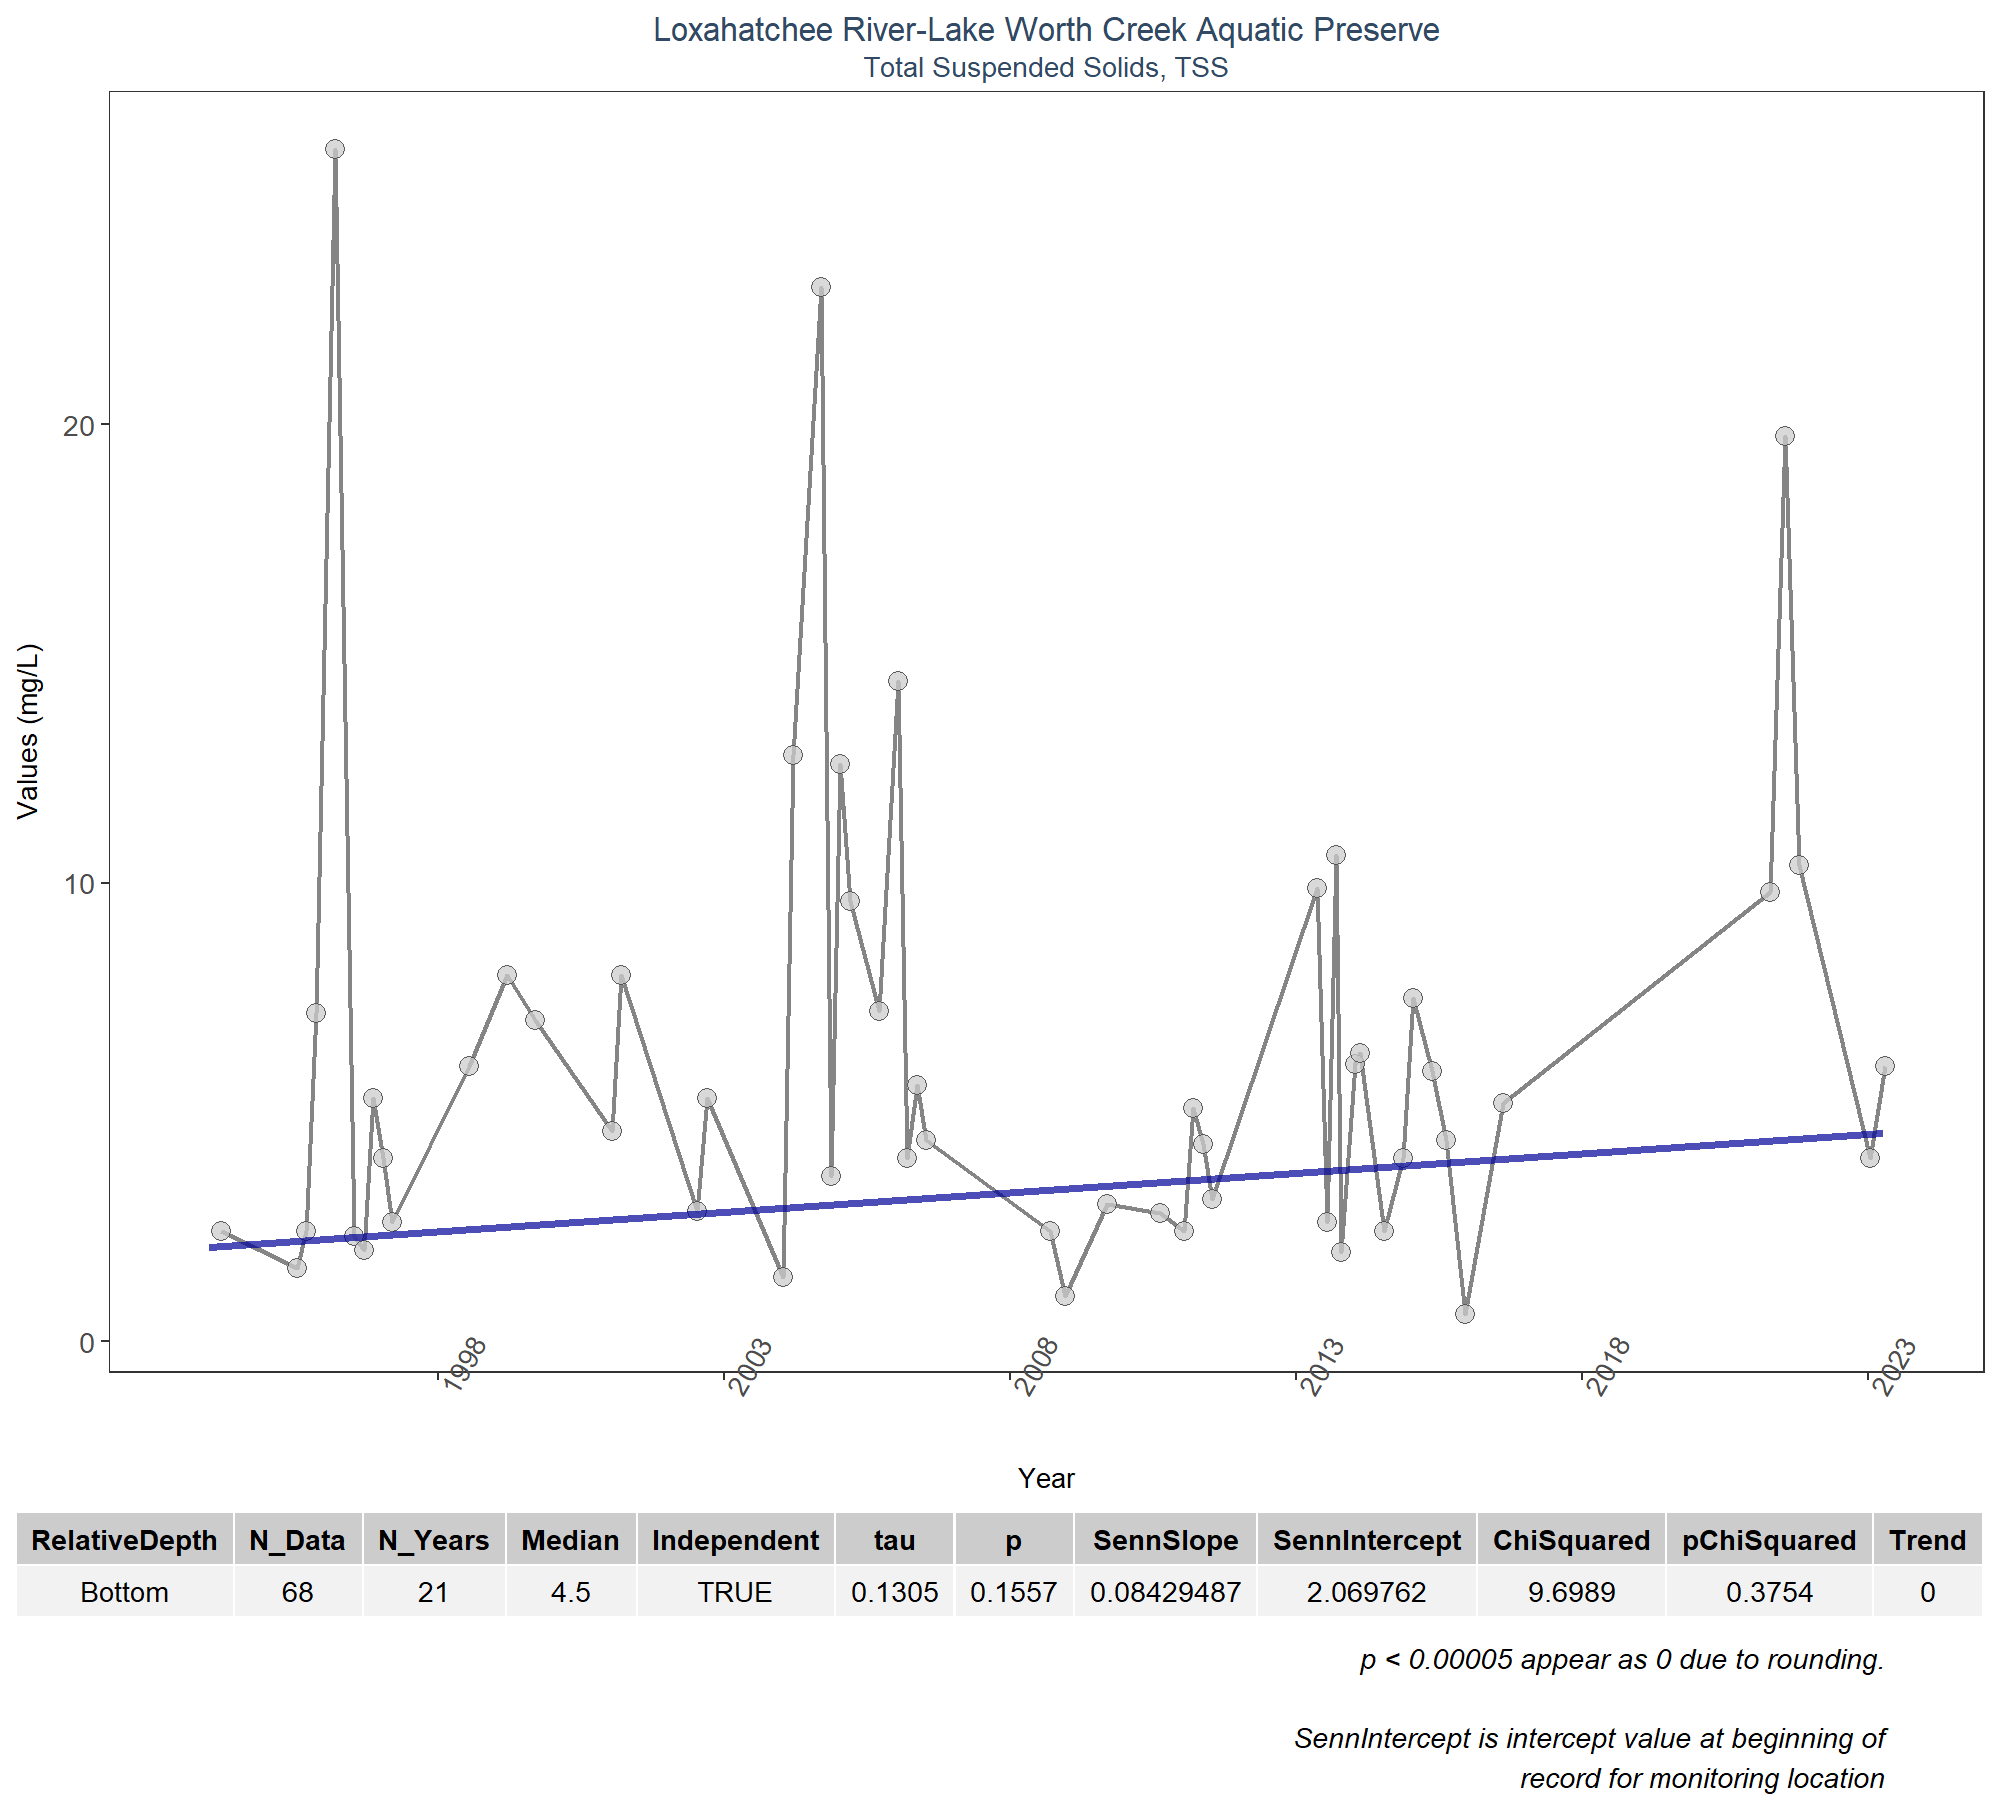 Loxahatchee River-Lake Worth Creek Aquatic Preserve
Total Suspended Solids, TSS
Values (mg/L)
20
10
0
1998 2003 2008 2013 2018 2023
Year
RelativeDepth N_Data N_Years Median Independent tau p SennSlope SennIntercept ChiSquared pChiSquared Trend
Bottom 68 21 4.5 TRUE 0.1305 0.1557 0.08429487 2.069762 9.6989 0.3754 0
p < 0.00005 appear as 0 due to rounding.
SennIntercept is intercept value at beginning of
record for monitoring location